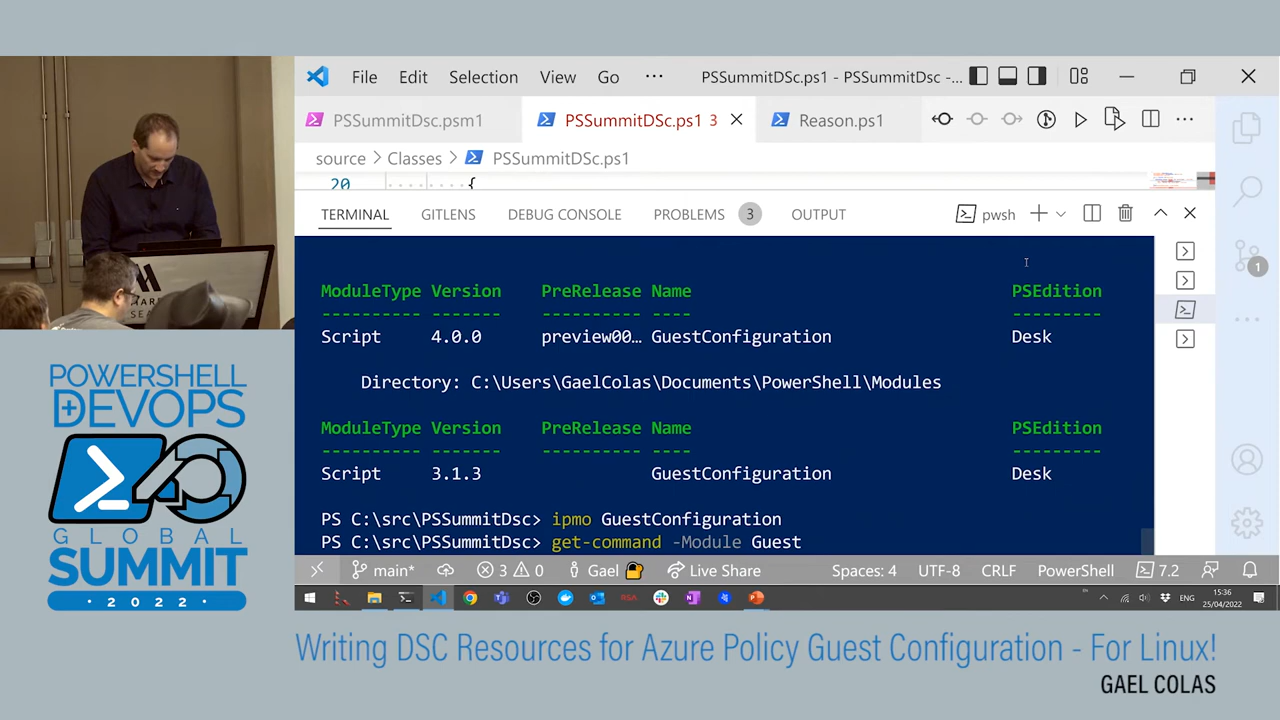 File Edit Selection View Go ··· PSSummitDSc.ps1 - PSSummitDsc -...
PSSummitDsc.psm1 PSSummitDSc.ps1 3 Reason.ps1
source > Classes > PSSummitDSc.ps1
20 {
TERMINAL GITLENS DEBUG CONSOLE PROBLEMS 3 OUTPUT pwsh
ModuleType Version PreRelease Name PSEdition
---------- ------- ---------- ---- ---------
Script 4.0.0 preview00… GuestConfiguration Desk
Directory: C:\Users\GaelColas\Documents\PowerShell\Modules
ModuleType Version PreRelease Name PSEdition
---------- ------- ---------- ---- ---------
Script 3.1.3 GuestConfiguration Desk
PS C:\src\PSSummitDsc> ipmo GuestConfiguration
PS C:\src\PSSummitDsc> get-command -Module Guest
1
main* 3 0 Gael Live Share Spaces: 4 UTF-8 CRLF PowerShell 7.2
ENG 15:36
25/04/2022
POWERSHELL
+DEVOPS
GLOBAL
SUMMIT
· 2022 ·
Writing DSC Resources for Azure Policy Guest Configuration - For Linux!
GAEL COLAS